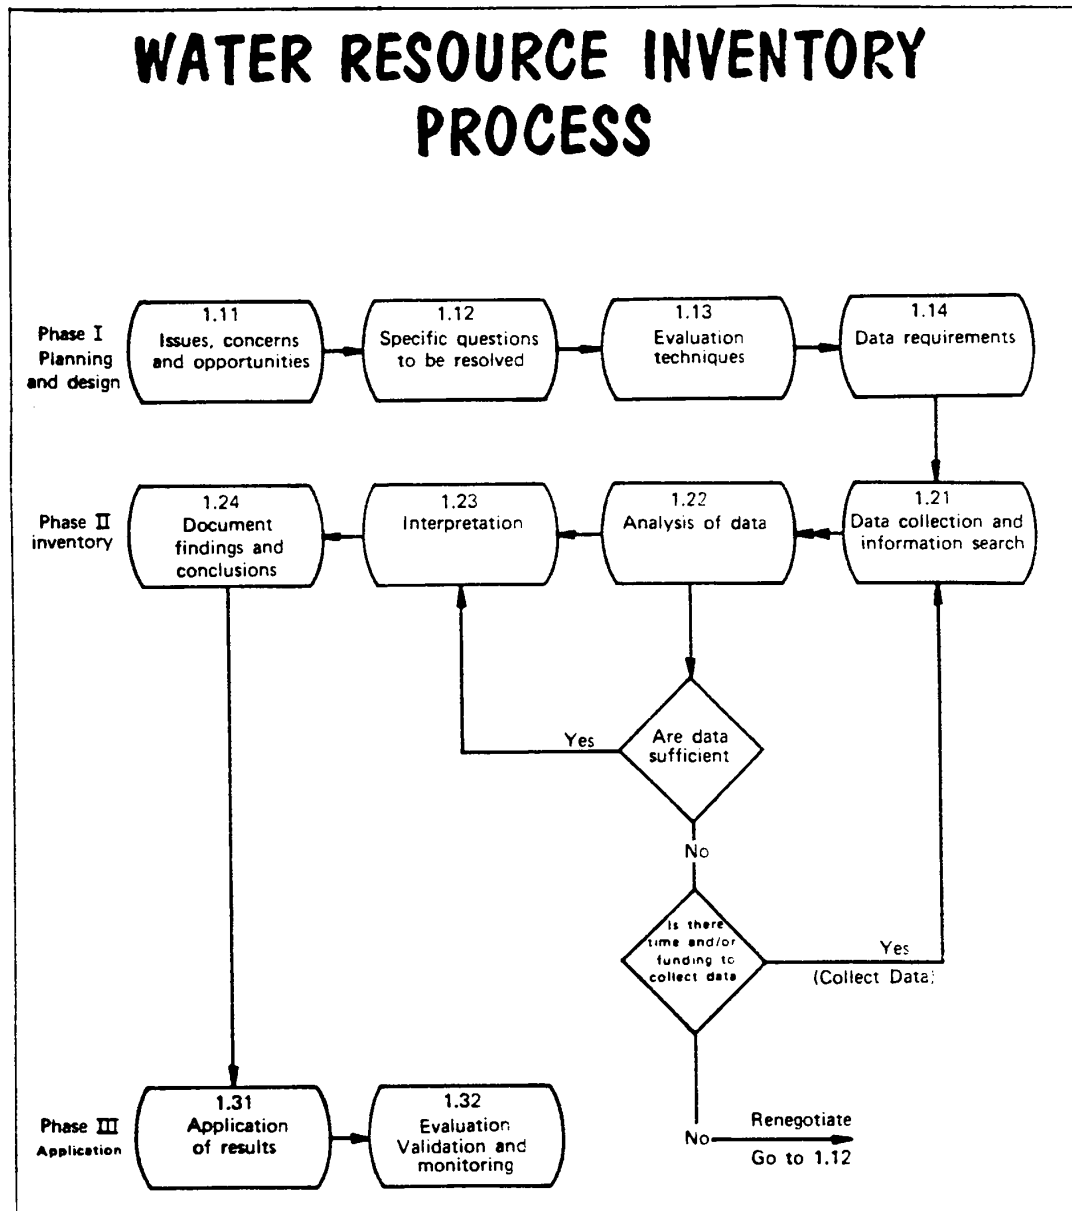 WATER RESOURCE INVENTORY
PROCESS
Phase I
Planning
and design
1.11
Issues, concerns
and opportunities
1.12
Specific questions
to be resolved
1.13
Evaluation
techniques
1.14
Data requirements
Phase II
inventory
1.24
Document
findings and
conclusions
1.23
Interpretation
1.22
Analysis of data
1.21
Data collection and
information search
Yes
Are data
sufficient
No
Is there
time and/or
funding to
collect data
Yes
(Collect Data)
Phase III
Application
1.31
Application
of results
1.32
Evaluation
Validation and
monitoring
No
Renegotiate
Go to 1.12